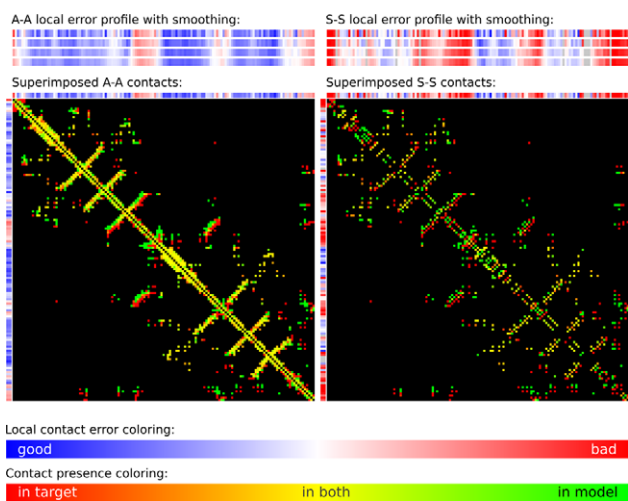 A-A local error profile with smoothing:
S-S local error profile with smoothing:
Superimposed A-A contacts:
Superimposed S-S contacts:
Local contact error coloring:
good
bad
Contact presence coloring:
in target
in both
in model